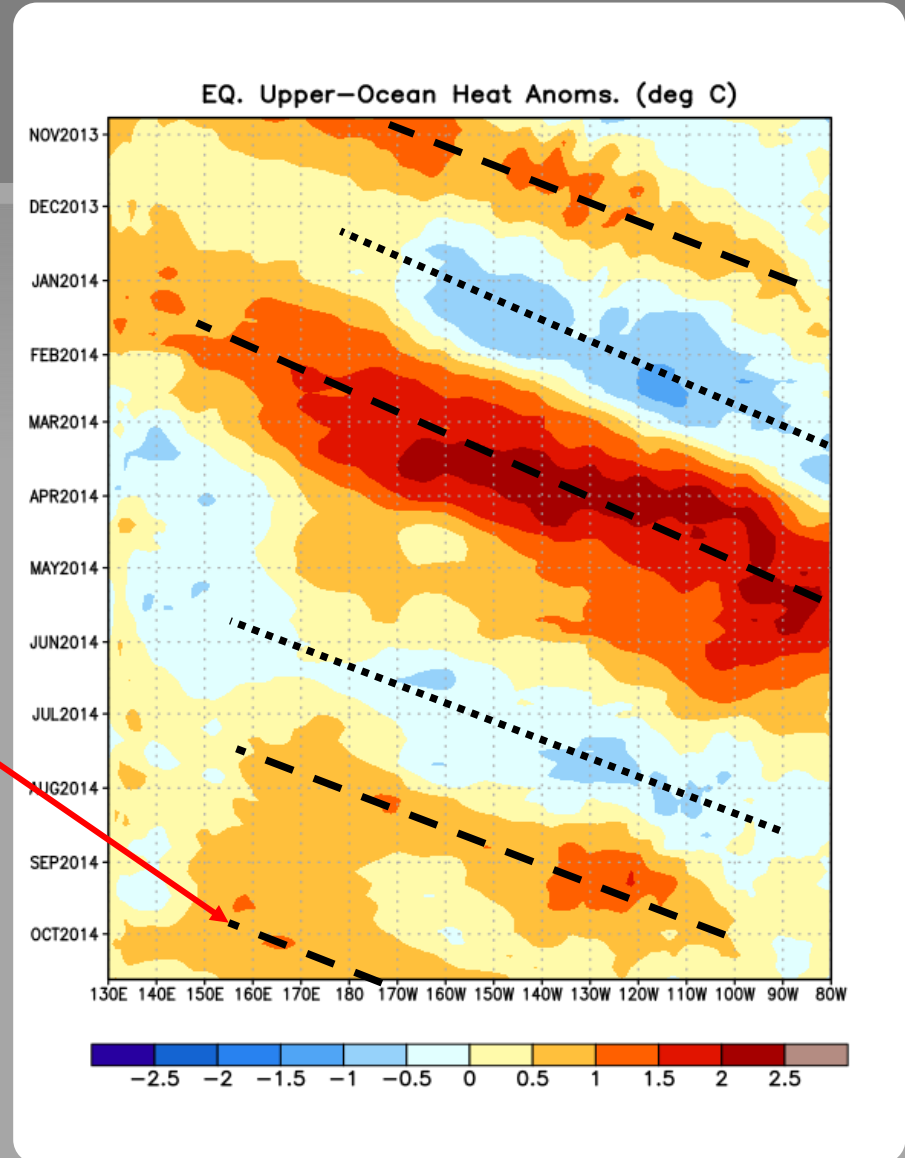 EQ. Upper-Ocean Heat Anoms. (deg C)
NOV2013
DEC2013
JAN2014
FEB2014
MAR2014
APR2014
MAY2014
JUN2014
JUL2014
AUG2014
SEP2014
OCT2014
130E 140E 150E 160E 170E 180 170W 160W 150W 140W 130W 120W 110W 100W 90W 80W
-2.5 -2 -1.5 -1 -0.5 0 0.5 1 1.5 2 2.5